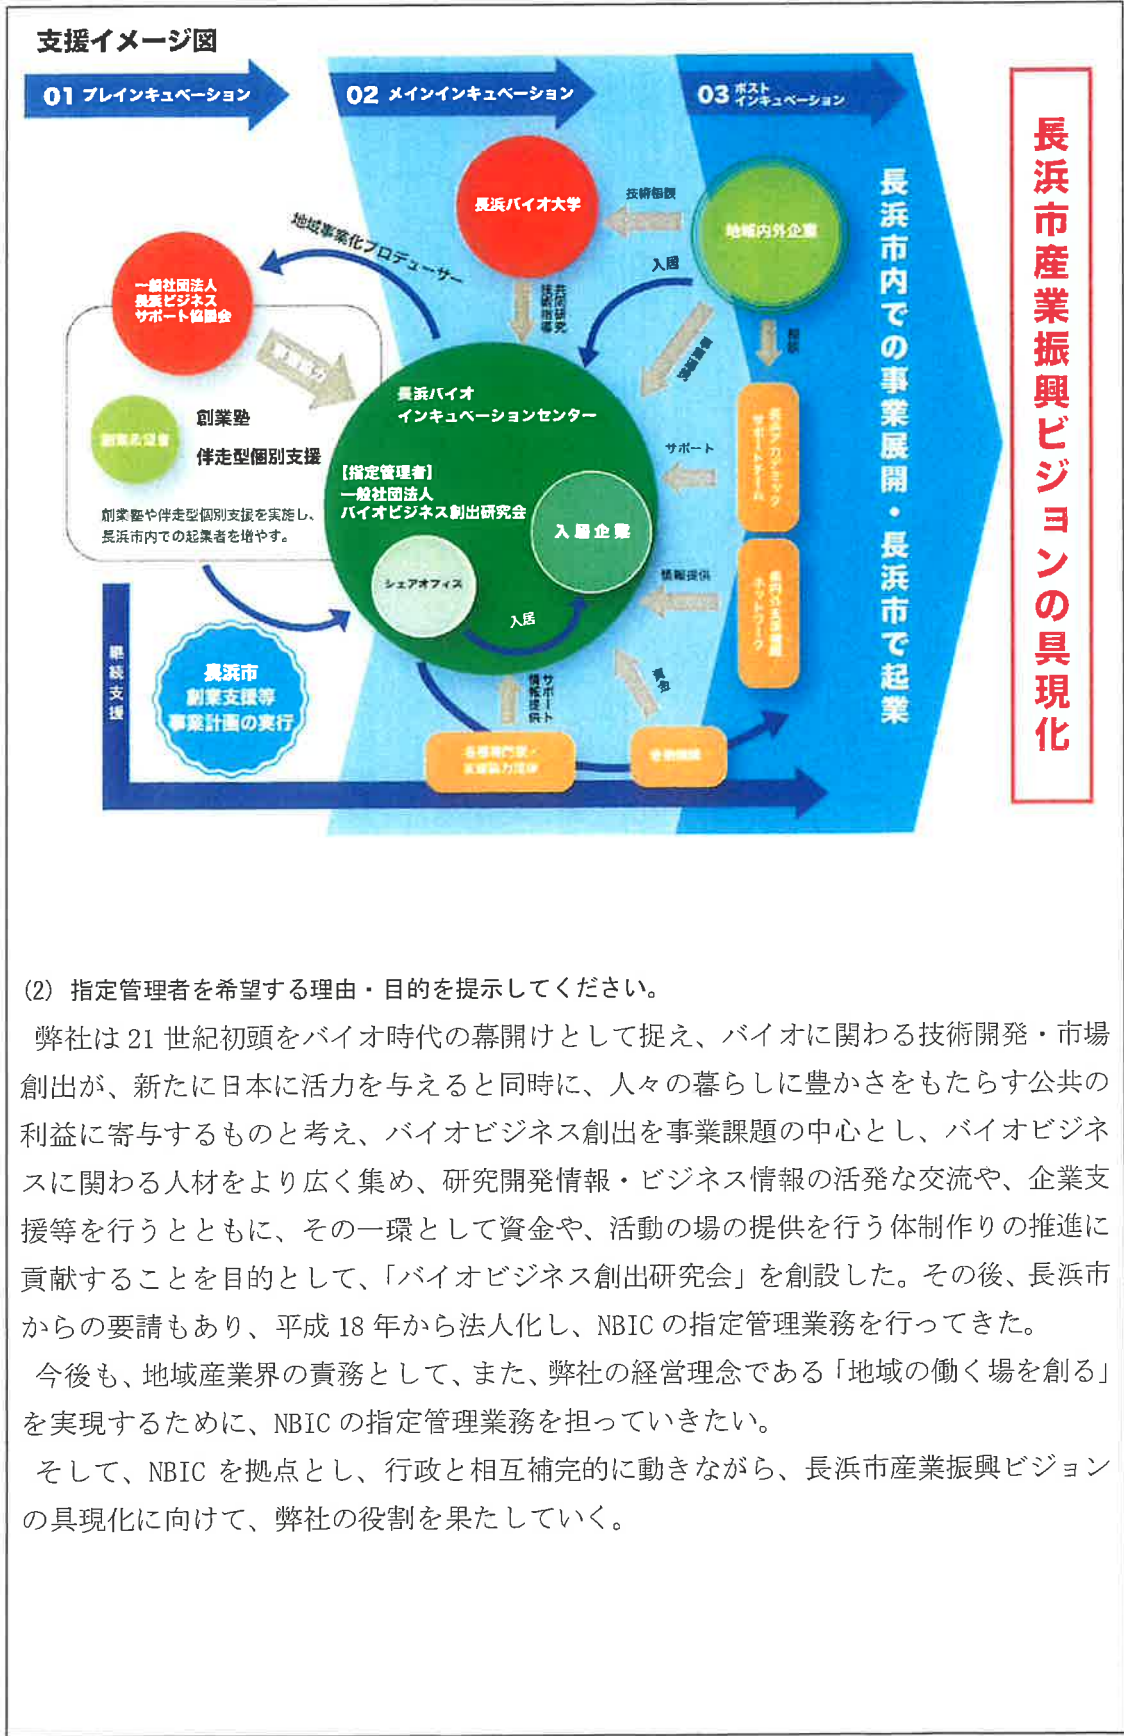 支援イメージ図
01 プレインキュベーション
02 メインインキュベーション
03 ポスト
インキュベーション
長浜市産業振興ビジョンの具現化
長浜市内での事業展開・長浜市で起業
長浜バイオ大学
技術相談
地域内外企業
地域事業化プロデューサー
入居
一般社団法人
長浜ビジネス
サポート協議会
共同研究
技術指導
相談
長浜バイオ
インキュベーションセンター
創業塾
伴走型個別支援
サポート
【指定管理者】
一般社団法人
バイオビジネス創出研究会
入居企業
創業塾や伴走型個別支援を実施し、
長浜市内での起業者を増やす。
シェアオフィス
情報提供
入居
継続支援
長浜市
創業支援等
事業計画の実行
サポート
情報提供
資金
(2) 指定管理者を希望する理由・目的を提示してください。
弊社は 21 世紀初頭をバイオ時代の幕開けとして捉え、バイオに関わる技術開発・市場
創出が、新たに日本に活力を与えると同時に、人々の暮らしに豊かさをもたらす公共の
利益に寄与するものと考え、バイオビジネス創出を事業課題の中心とし、バイオビジネ
スに関わる人材をより広く集め、研究開発情報・ビジネス情報の活発な交流や、企業支
援等を行うとともに、その一環として資金や、活動の場の提供を行う体制作りの推進に
貢献することを目的として、「バイオビジネス創出研究会」を創設した。その後、長浜市
からの要請もあり、平成 18 年から法人化し、NBIC の指定管理業務を行ってきた。
今後も、地域産業界の責務として、また、弊社の経営理念である「地域の働く場を創る」
を実現するために、NBIC の指定管理業務を担っていきたい。
そして、NBIC を拠点とし、行政と相互補完的に動きながら、長浜市産業振興ビジョン
の具現化に向けて、弊社の役割を果たしていく。